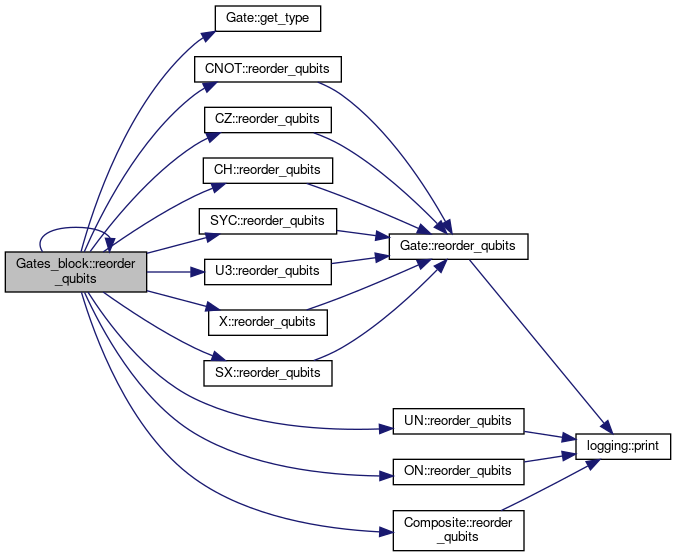 Gate::get_type
CNOT::reorder_qubits
CZ::reorder_qubits
CH::reorder_qubits
SYC::reorder_qubits
Gate::reorder_qubits
Gates_block::reorder
_qubits
U3::reorder_qubits
X::reorder_qubits
SX::reorder_qubits
UN::reorder_qubits
logging::print
ON::reorder_qubits
Composite::reorder
_qubits